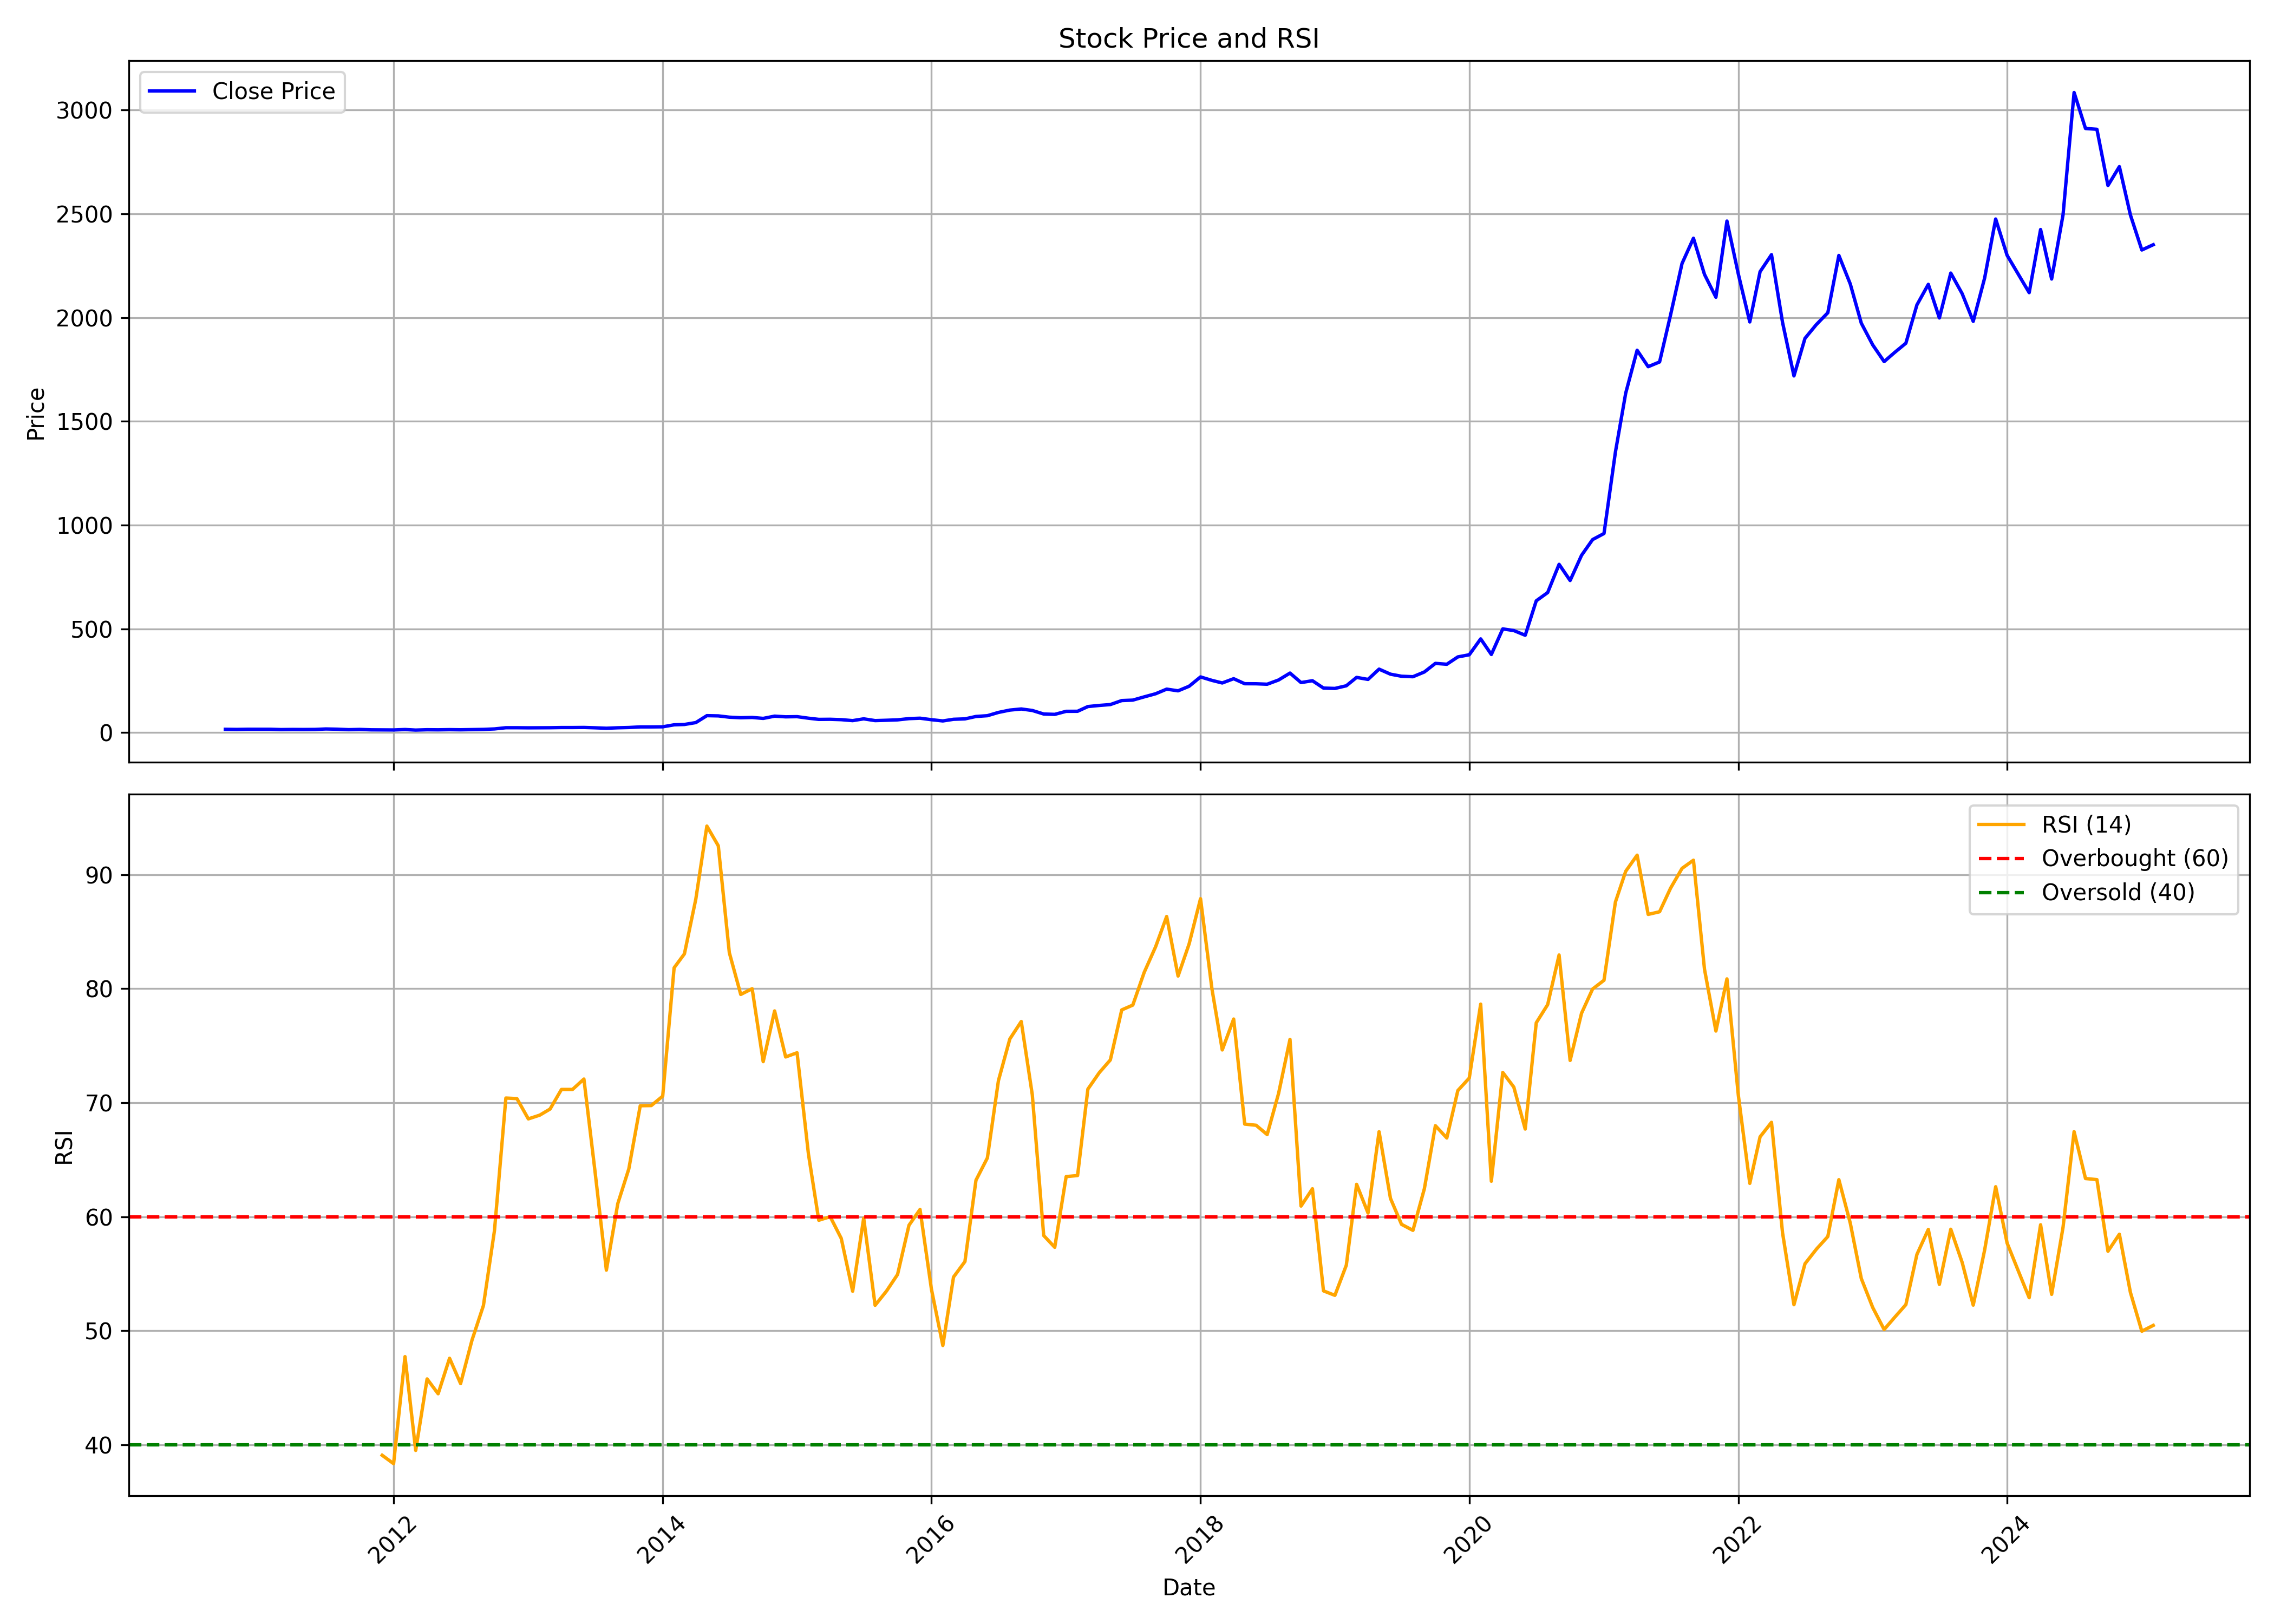 Stock Price and RSI
Close Price
3000
2500
2000
1500
1000
500
0
Price
RSI (14)
Overbought (60)
Oversold (40)
90
80
70
60
50
40
RSI
2012
2014
2016
2018
2020
2022
2024
Date